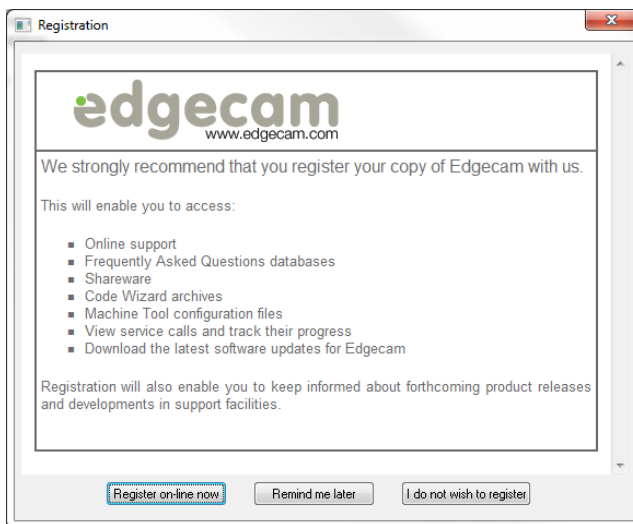 Registration
edgecam
www.edgecam.com
We strongly recommend that you register your copy of Edgecam with us.
This will enable you to access:
Online support
Frequently Asked Questions databases
Shareware
Code Wizard archives
Machine Tool configuration files
View service calls and track their progress
Download the latest software updates for Edgecam
Registration will also enable you to keep informed about forthcoming product releases
and developments in support facilities.
Register on-line now
Remind me later
I do not wish to register